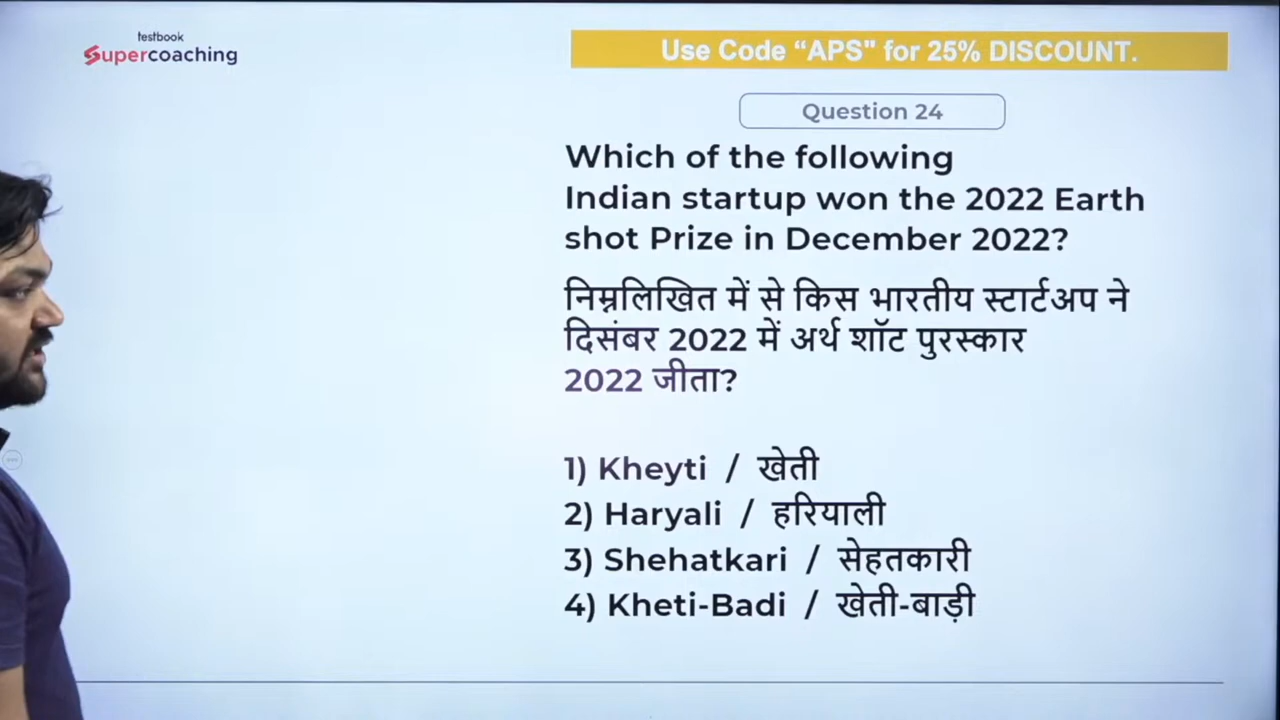 testbook
Supercoaching
Use Code “APS" for 25% DISCOUNT.
Question 24
Which of the following
Indian startup won the 2022 Earth
shot Prize in December 2022?
निम्नलिखित में से किस भारतीय स्टार्टअप ने
दिसंबर 2022 में अर्थ शॉट पुरस्कार
2022 जीता?
1) Kheyti / खेती
2) Haryali / हरियाली
3) Shehatkari / सेहतकारी
4) Kheti-Badi / खेती-बाड़ी